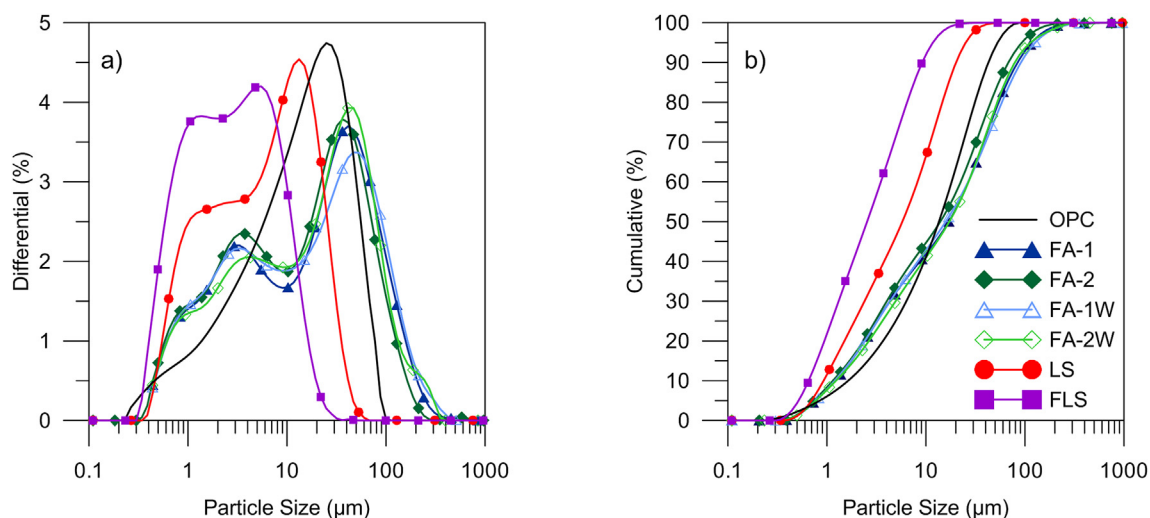 a)
Differential (%)
5
4
3
2
1
0
0.1 1 10 100 1000
Particle Size (µm)
b)
Cumulative (%)
100
90
80
70
60
50
40
30
20
10
0
0.1 1 10 100 1000
Particle Size (µm)
OPC
FA-1
FA-2
FA-1W
FA-2W
LS
FLS